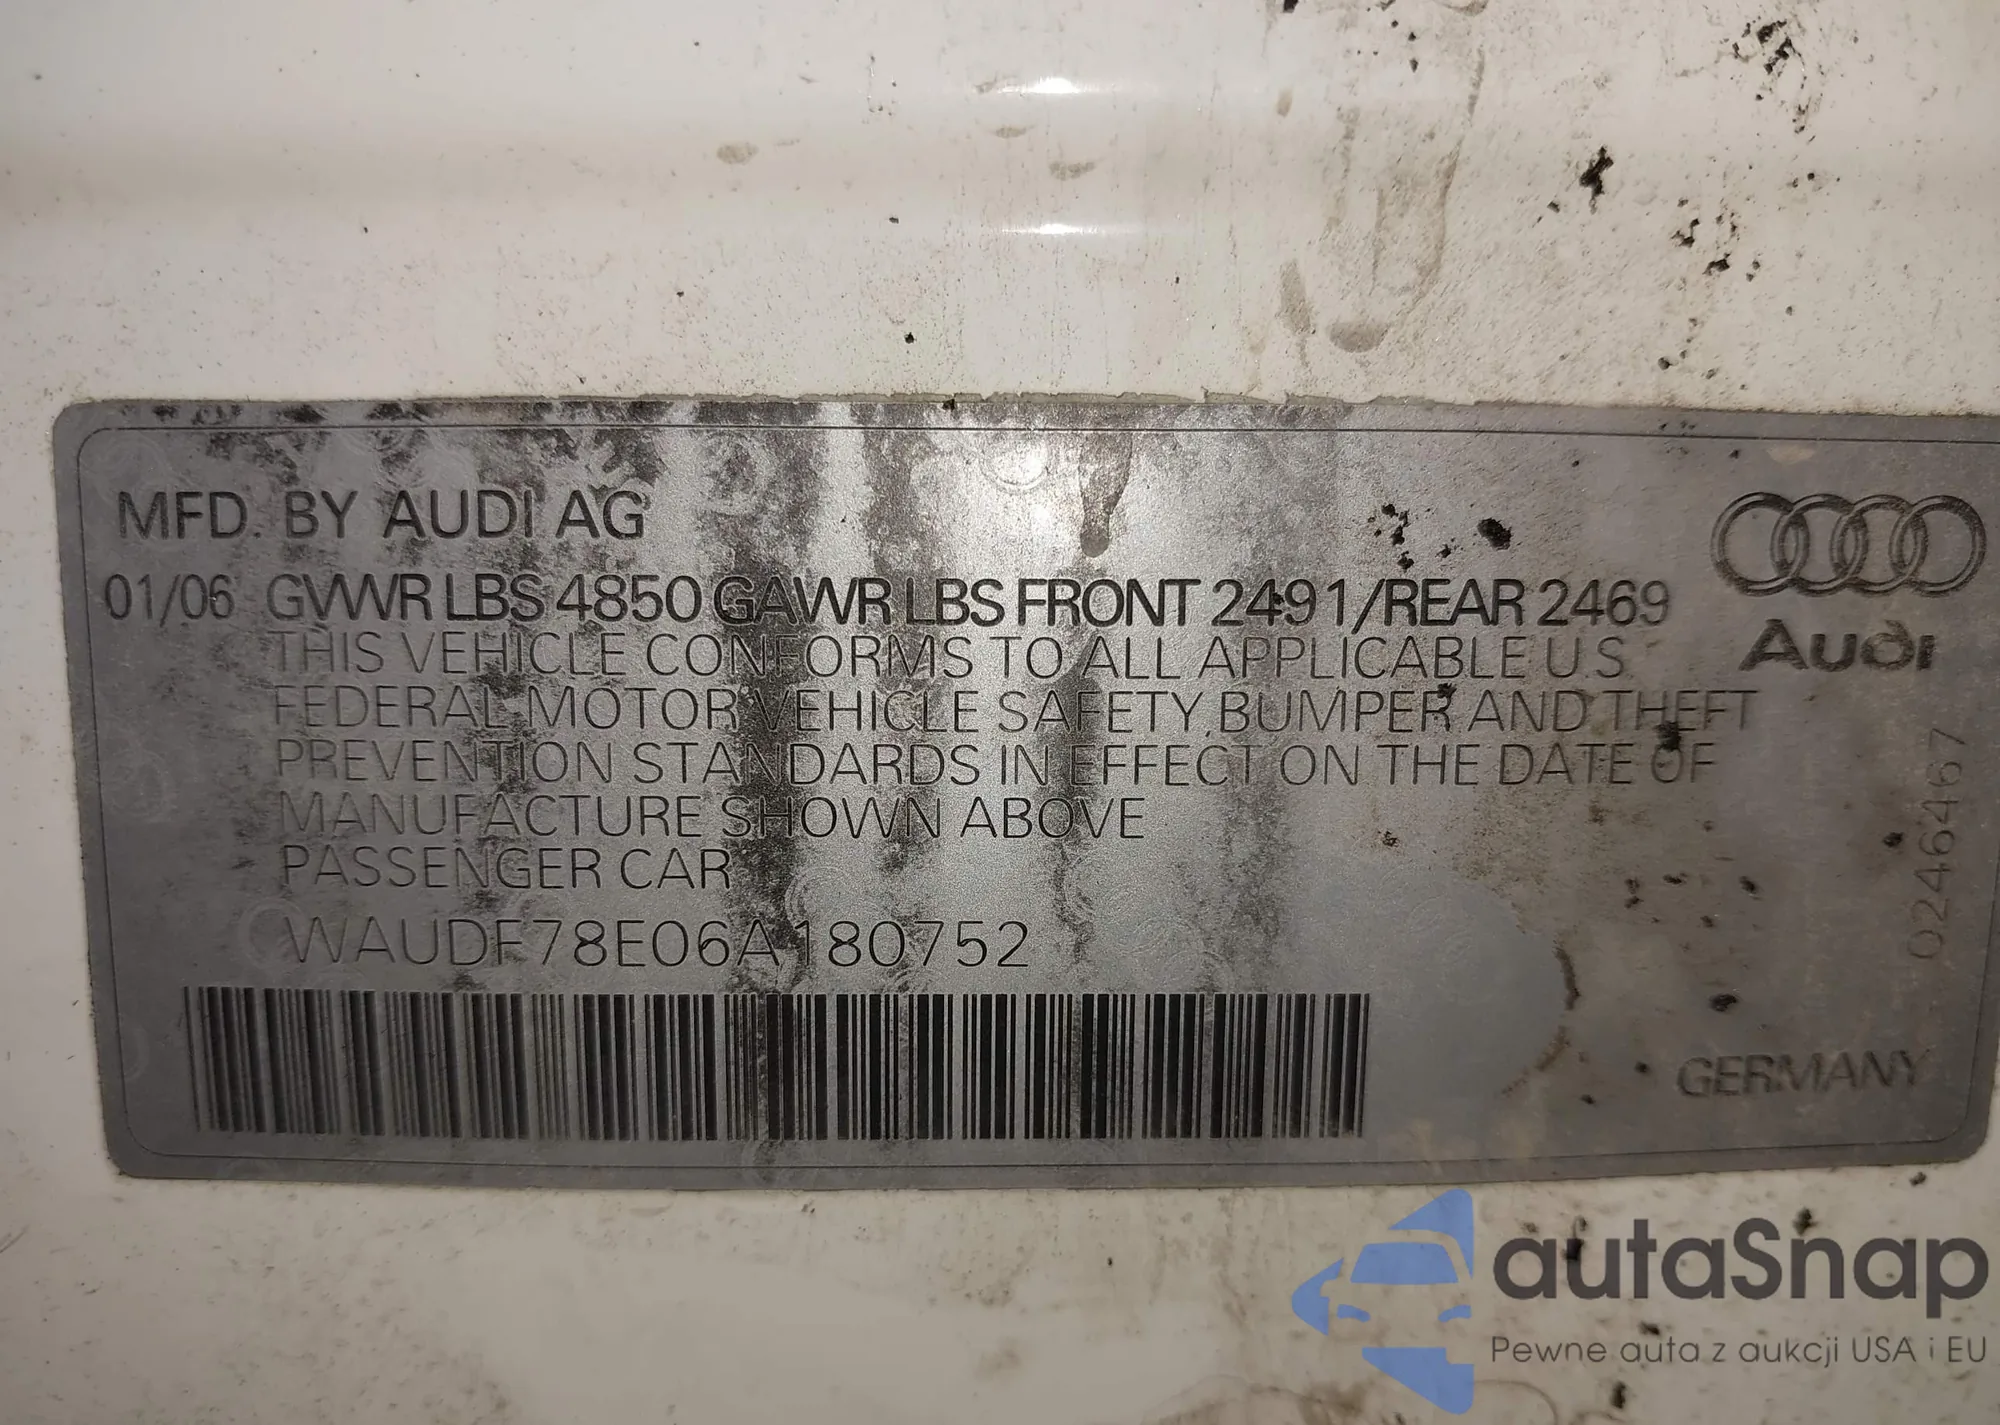 MFD. BY AUDI AG
01/06 GVWR LBS 4850 GAWR LBS FRONT 2491/REAR 2469
THIS VEHICLE CONFORMS TO ALL APPLICABLE U.S
FEDERAL MOTOR VEHICLE SAFETY, BUMPER AND THEFT
PREVENTION STANDARDS IN EFFECT ON THE DATE OF
MANUFACTURE SHOWN ABOVE
PASSENGER CAR
WAUDF78E06A180752
Audi
0246467
GERMANY
autaSnap
Pewne auta z aukcji USA i EU